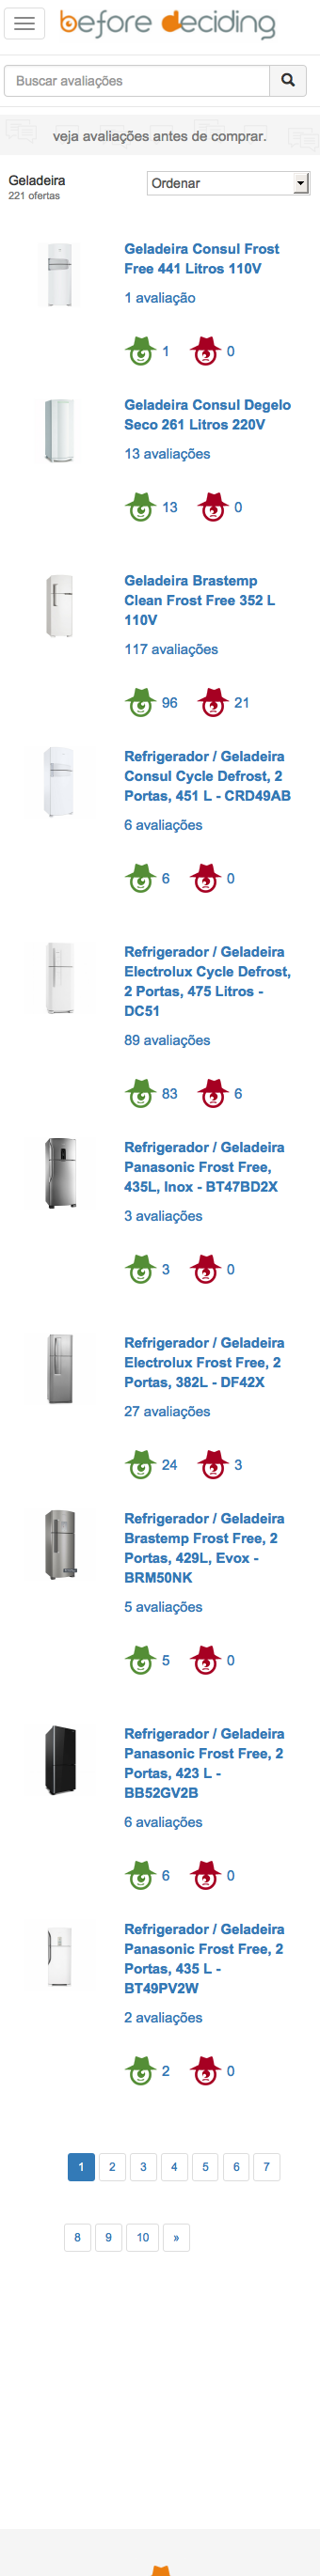 before deciding
Buscar avaliações
veja avaliações antes de comprar.
Geladeira
221 ofertas
Ordenar
Geladeira Consul Frost
Free 441 Litros 110V
1 avaliação
1 0
Geladeira Consul Degelo
Seco 261 Litros 220V
13 avaliações
13 0
Geladeira Brastemp
Clean Frost Free 352 L
110V
117 avaliações
96 21
Refrigerador / Geladeira
Consul Cycle Defrost, 2
Portas, 451 L - CRD49AB
6 avaliações
6 0
Refrigerador / Geladeira
Electrolux Cycle Defrost,
2 Portas, 475 Litros -
DC51
89 avaliações
83 6
Refrigerador / Geladeira
Panasonic Frost Free,
435L, Inox - BT47BD2X
3 avaliações
3 0
Refrigerador / Geladeira
Electrolux Frost Free, 2
Portas, 382L - DF42X
27 avaliações
24 3
Refrigerador / Geladeira
Brastemp Frost Free, 2
Portas, 429L, Evox -
BRM50NK
5 avaliações
5 0
Refrigerador / Geladeira
Panasonic Frost Free, 2
Portas, 423 L -
BB52GV2B
6 avaliações
6 0
Refrigerador / Geladeira
Panasonic Frost Free, 2
Portas, 435 L -
BT49PV2W
2 avaliações
2 0
1 2 3 4 5 6 7
8 9 10 »